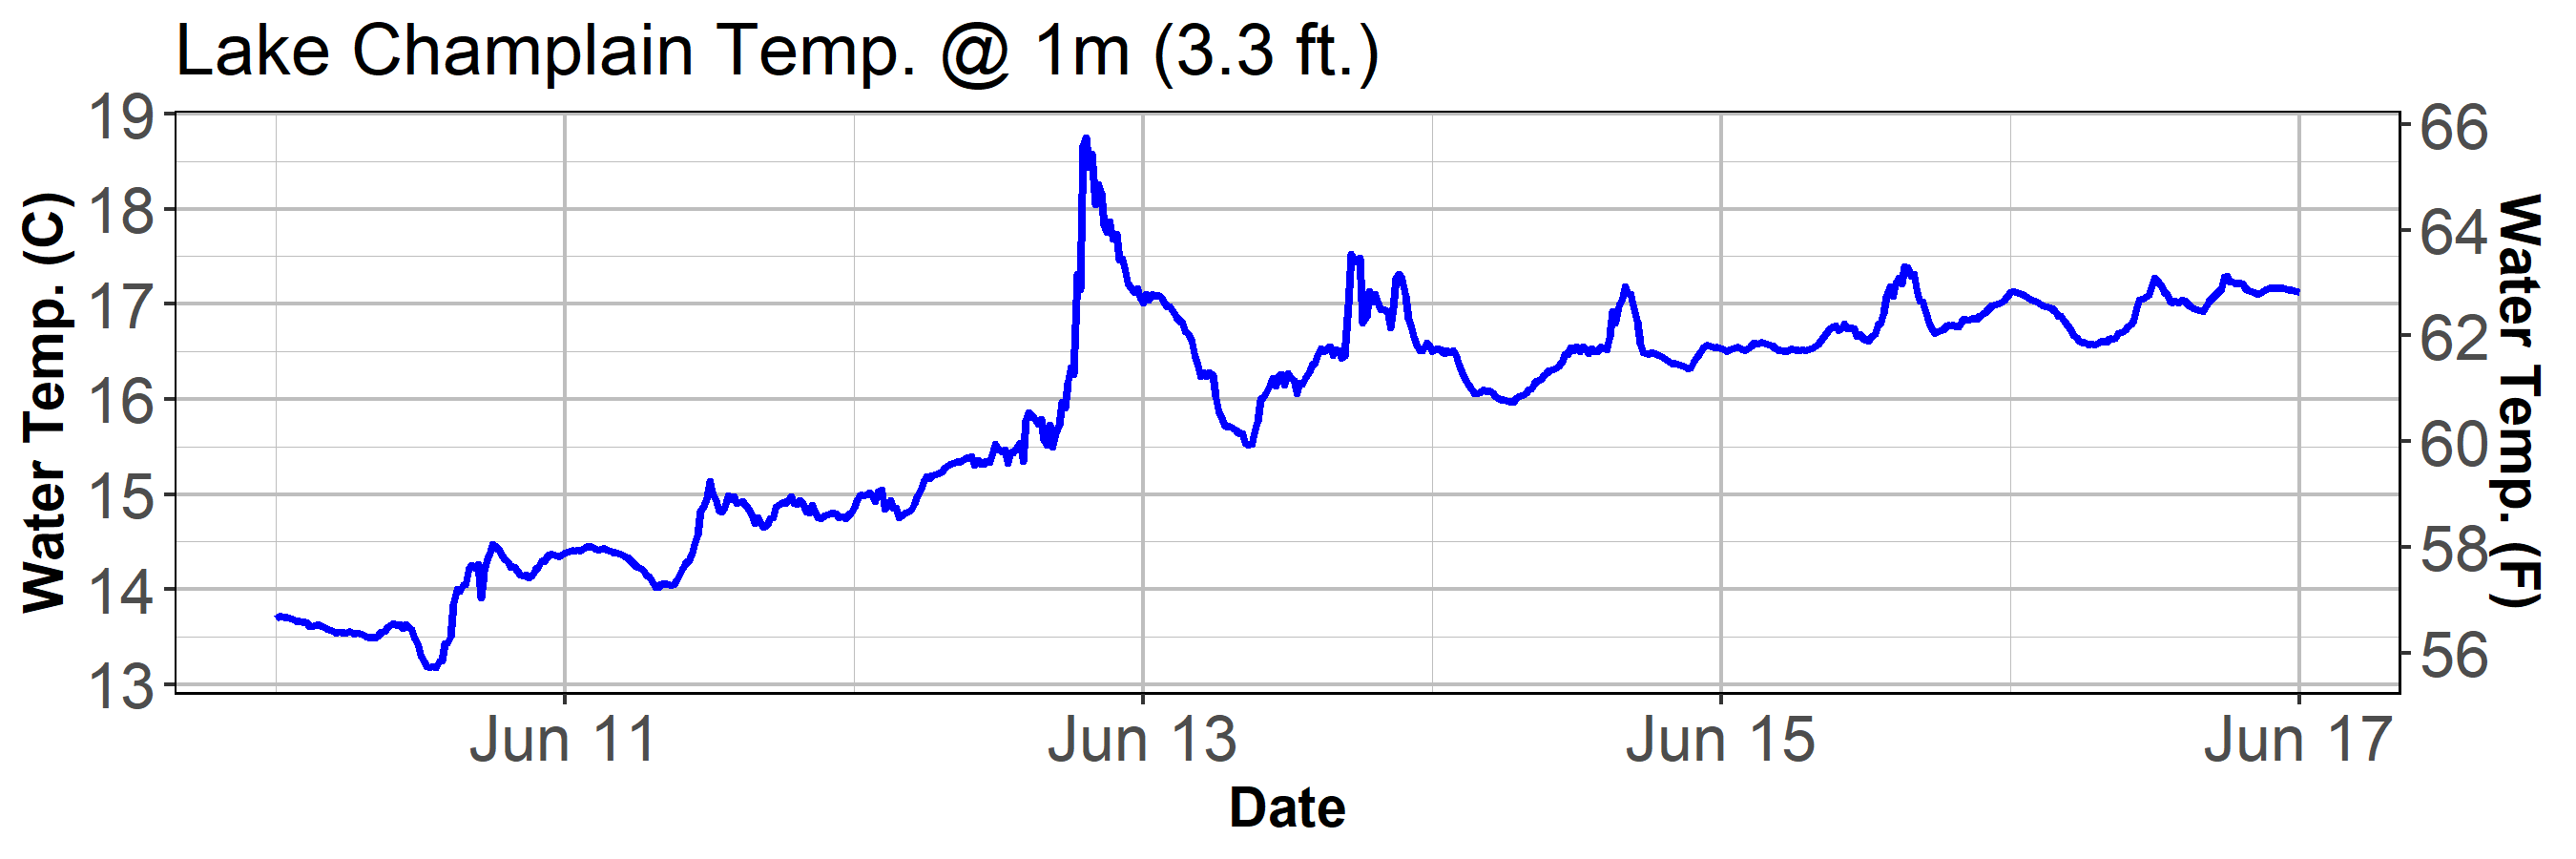 Lake Champlain Temp. @ 1m (3.3 ft.)
Water Temp. (C)
19
18
17
16
15
14
13
66
64
62
60
58
56
Water Temp. (F)
Jun 11
Jun 13
Jun 15
Jun 17
Date